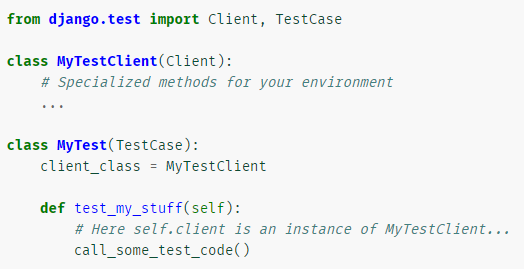 from django.test import Client, TestCase
class MyTestClient(Client):
    # Specialized methods for your environment
    ...
class MyTest(TestCase):
    client_class = MyTestClient
    def test_my_stuff(self):
        # Here self.client is an instance of MyTestClient...
        call_some_test_code()